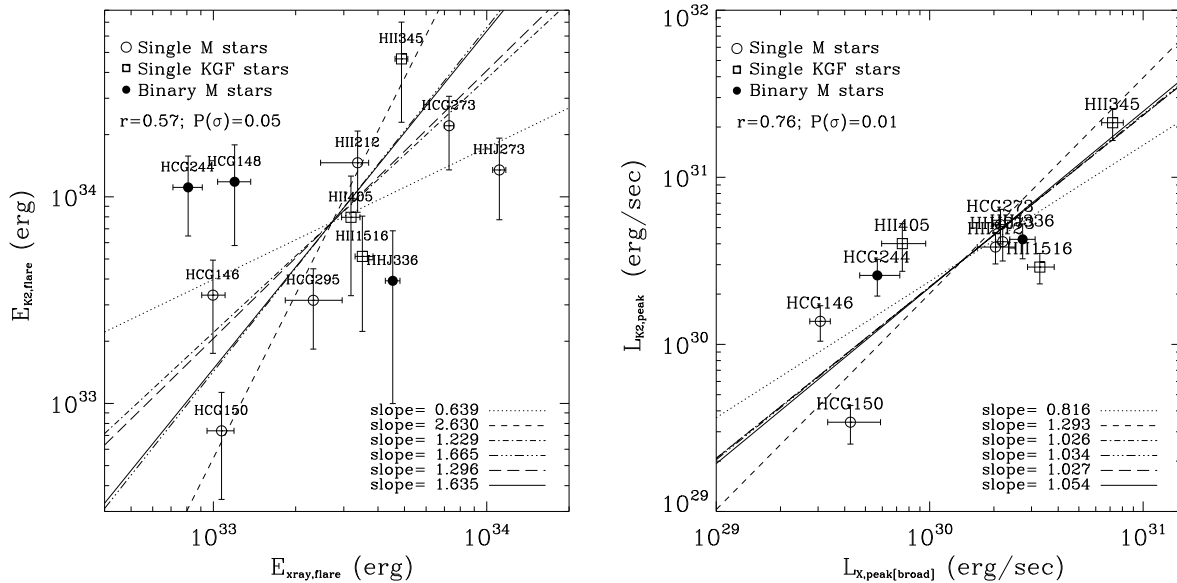 Single M stars
Single KGF stars
Binary M stars
r=0.57; P(σ)=0.05
HII345
HCG273
HII212
HHJ273
HCG244
HCG148
HII405
HII1516
HCG146
HCG295
HHJ336
HCG150
slope= 0.639
slope= 2.630
slope= 1.229
slope= 1.665
slope= 1.296
slope= 1.635
10^34
10^33
E_K2,flare (erg)
10^33
10^34
E_xray,flare (erg)
10^32
10^31
10^30
10^29
L_K2,peak (erg/sec)
Single M stars
Single KGF stars
Binary M stars
r=0.76; P(σ)=0.01
HII345
HCG273
HHJ336
HII405
HII1516
HCG244
HCG146
HCG150
slope= 0.816
slope= 1.293
slope= 1.026
slope= 1.034
slope= 1.027
slope= 1.054
10^29
10^30
10^31
L_X,peak[broad] (erg/sec)